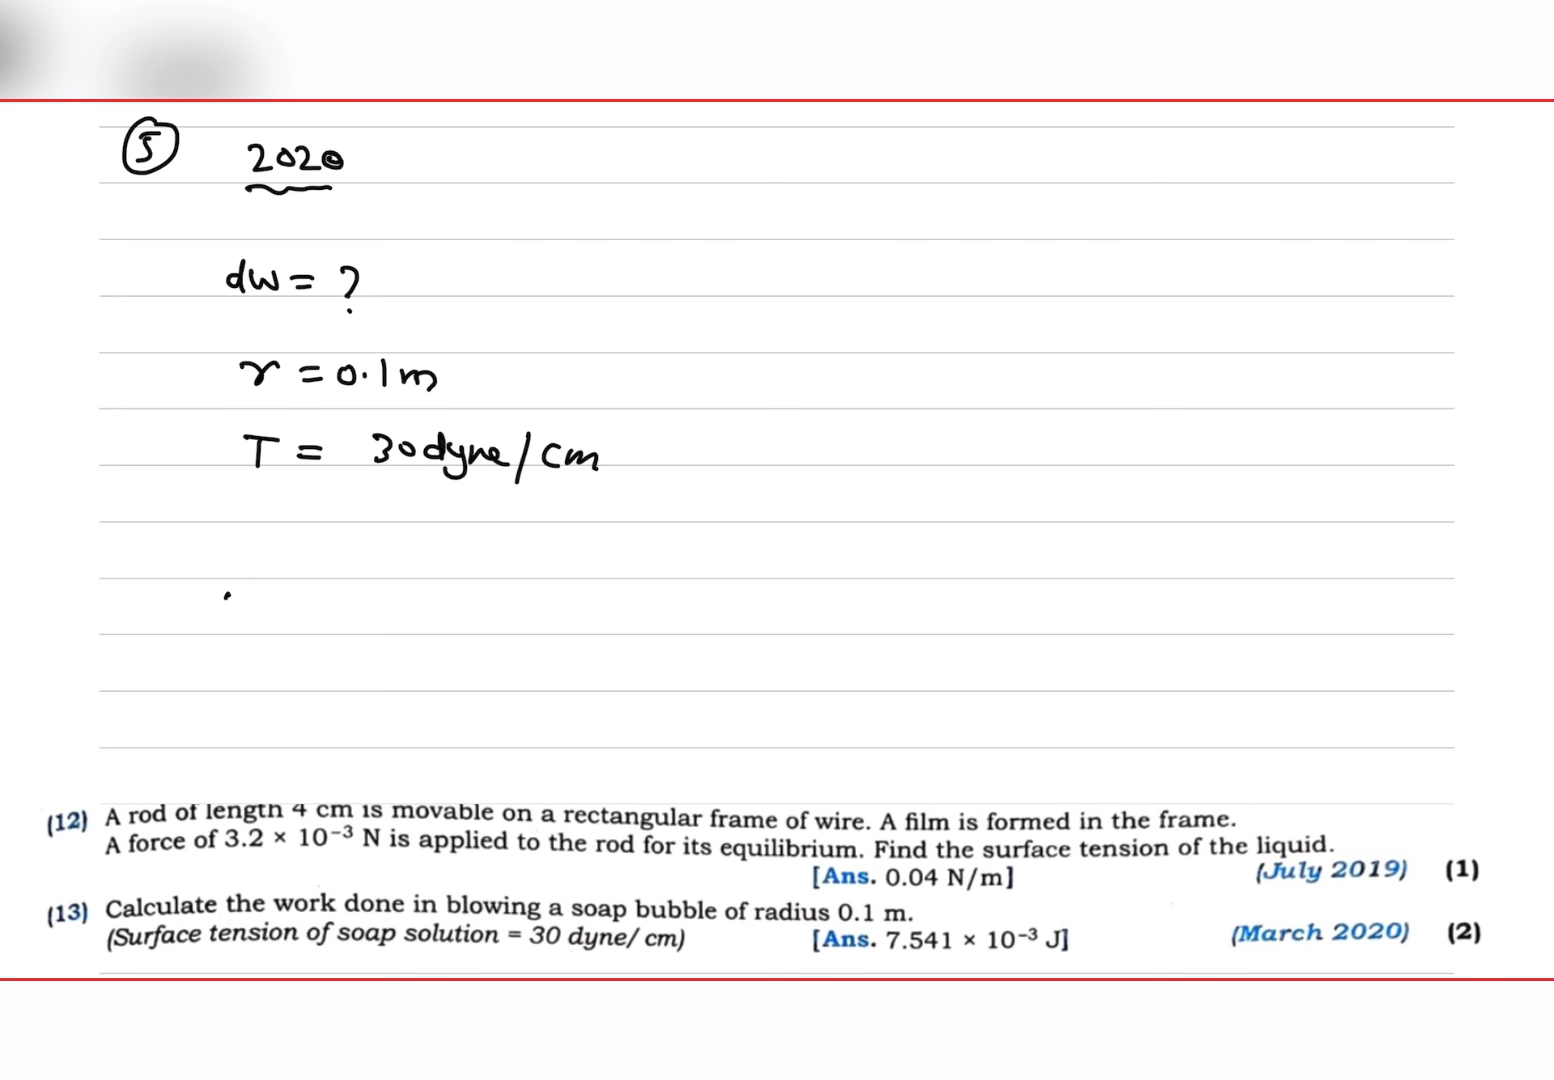 5 2020
dw = ?
r = 0.1m
T = 30 dyne/cm
(12) A rod of length 4 cm is movable on a rectangular frame of wire. A film is formed in the frame.
A force of 3.2 × 10⁻³ N is applied to the rod for its equilibrium. Find the surface tension of the liquid.
[Ans. 0.04 N/m] (July 2019) (1)
(13) Calculate the work done in blowing a soap bubble of radius 0.1 m.
(Surface tension of soap solution = 30 dyne/cm) [Ans. 7.541 × 10⁻³ J] (March 2020) (2)